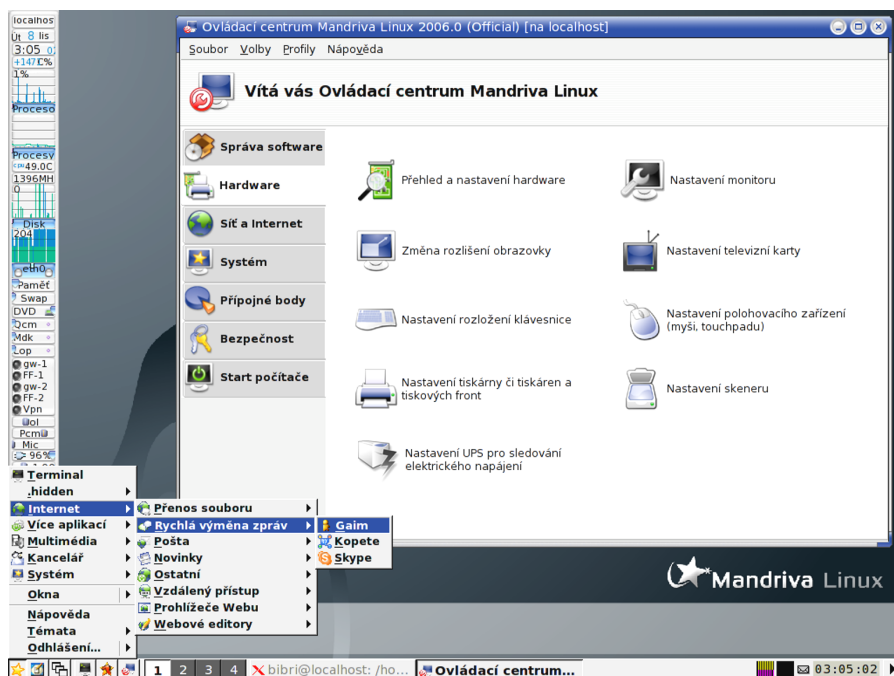 localhos
Út 8 lis
3:05
1%
Proceso
Procesy
49.0C
1396MH
0
Disk
204
eth0
Paměť
Swap
DVD
Qcm
Mdk
Lop
gw-1
FF-1
gw-2
FF-2
Vpn
Vol
Pcm
Mic
96%
Ovládací centrum Mandriva Linux 2006.0 (Official) [na localhost]
Soubor Volby Profily Nápověda
Vítá vás Ovládací centrum Mandriva Linux
Správa software
Hardware
Síť a Internet
Systém
Přípojné body
Bezpečnost
Start počítače
Přehled a nastavení hardware
Nastavení monitoru
Změna rozlišení obrazovky
Nastavení televizní karty
Nastavení rozložení klávesnice
Nastavení polohovacího zařízení
(myši, touchpadu)
Nastavení tiskárny či tiskáren a
tiskových front
Nastavení skeneru
Nastavení UPS pro sledování
elektrického napájení
Terminal
.hidden
Internet
Více aplikací
Multimédia
Kancelář
Systém
Okna
Nápověda
Témata
Odhlášení...
Přenos souboru
Rychlá výměna zpráv
Pošta
Novinky
Ostatní
Vzdálený přístup
Prohlížeče Webu
Webové editory
Gaim
Kopete
Skype
Mandriva Linux
1 2 3 4 bibri@localhost: /ho... Ovládací centrum... 03:05:02